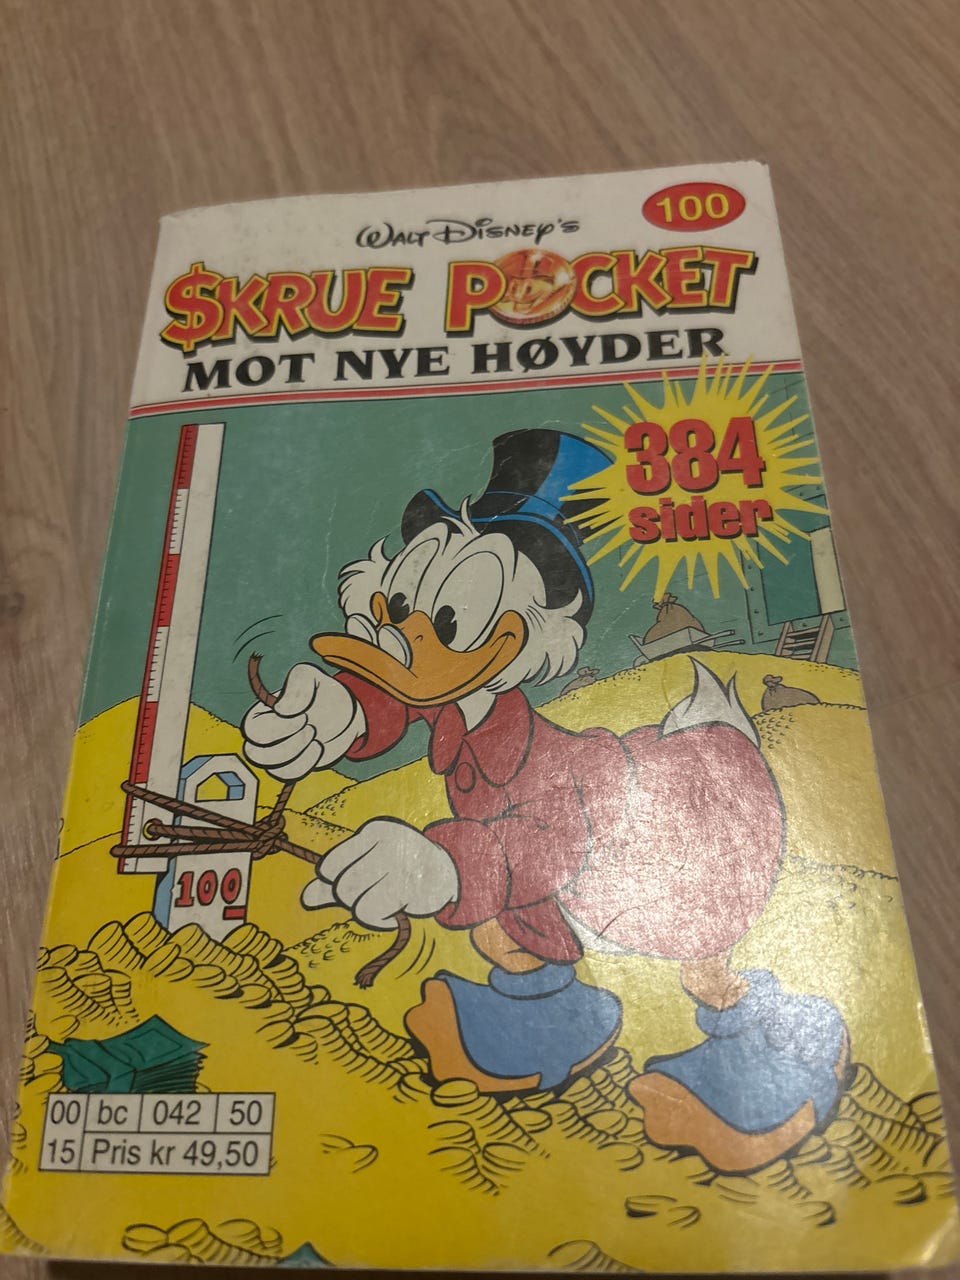 100
WALT DISNEY'S
$KRUE POCKET
MOT NYE HØYDER
384
sider
100
00 bc 042 50
15 Pris kr 49,50